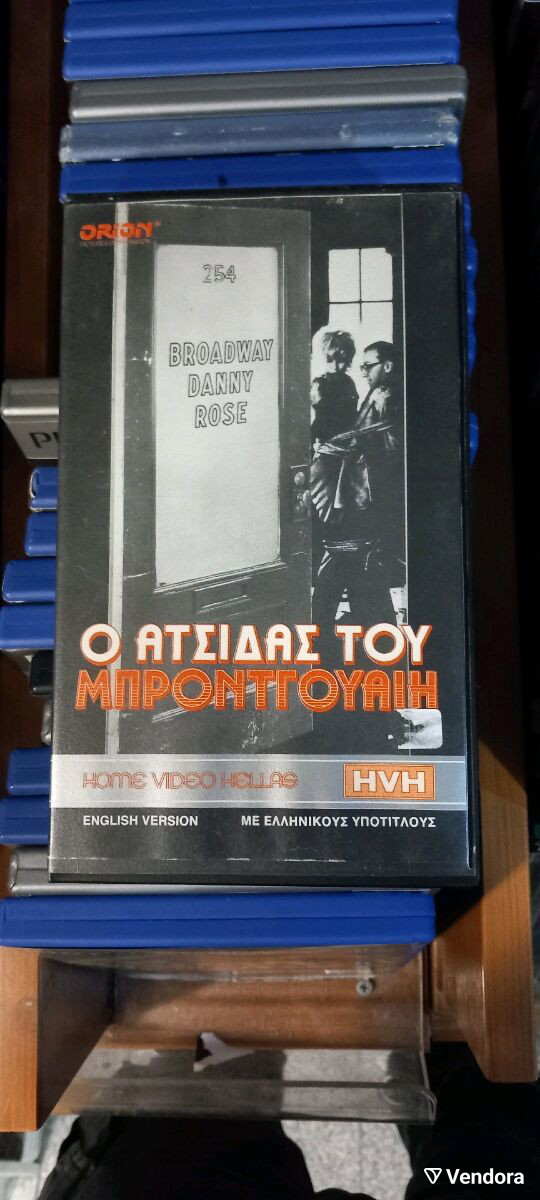 ORION
254
BROADWAY
DANNY
ROSE
Ο ΑΤΣΙΔΑΣ ΤΟΥ
ΜΠΡΟΝΤΓΟΥΑΙΗ
HOME VIDEO HELLAS HVH
ENGLISH VERSION ΜΕ ΕΛΛΗΝΙΚΟΥΣ ΥΠΟΤΙΤΛΟΥΣ
Vendora